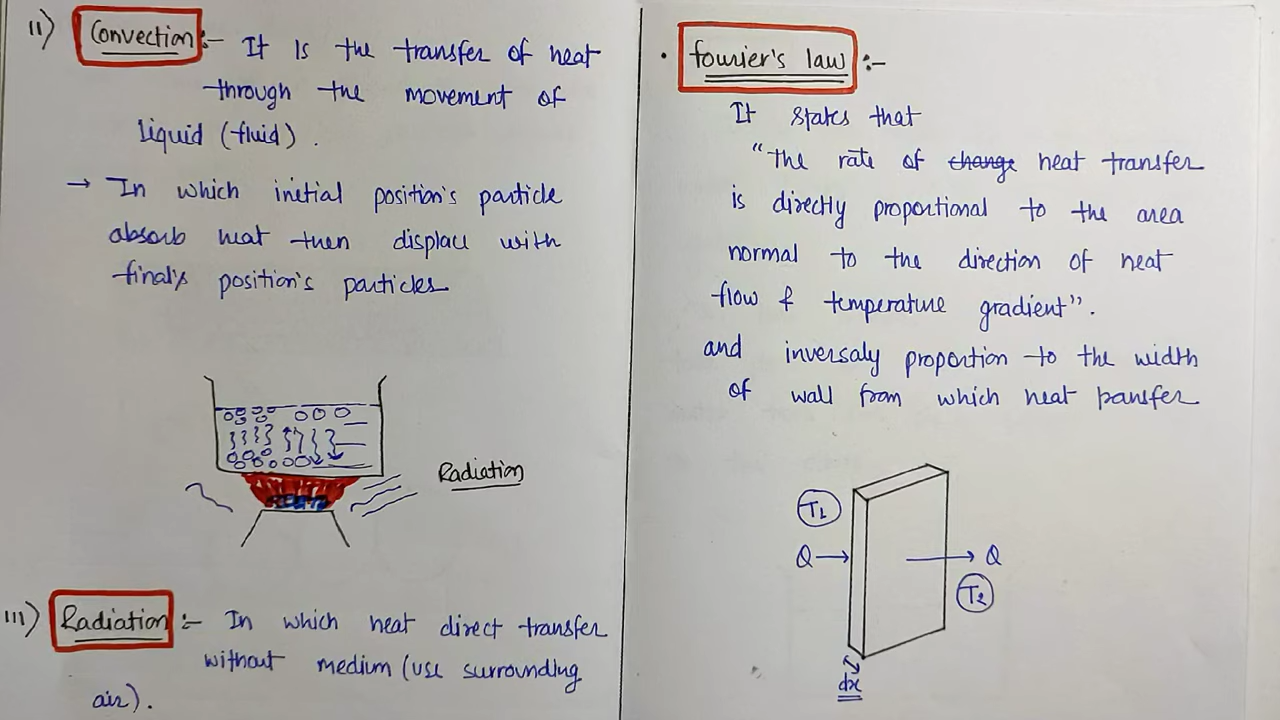 11) Convection :- It is the transfer of heat
through the movement of
liquid (fluid).
→ In which initial position's particle
absorb heat then displace with
final's position's particles
Radiation
111) Radiation :- In which heat direct transfer
without medium (use surrounding
air).
• fourier's law :-
It states that
"the rate of change heat transfer
is directly proportional to the area
normal to the direction of heat
flow & temperature gradient".
and inversaly proportion to the width
of wall from which heat transfer
T1
Q → → Q
T2
dx